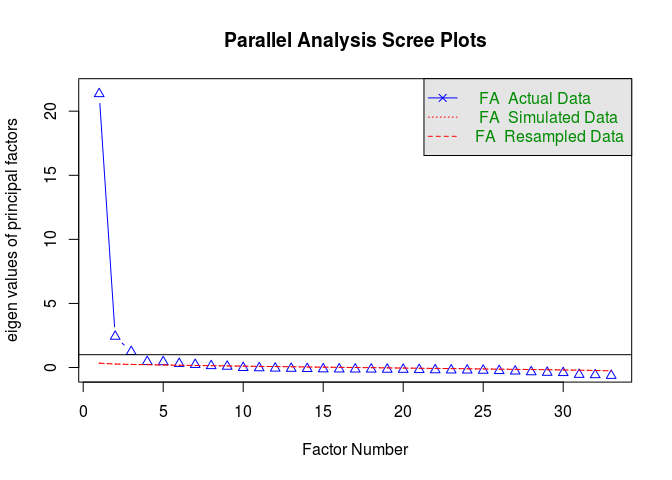 Parallel Analysis Scree Plots
eigen values of principal factors
20
15
10
5
0
FA Actual Data
FA Simulated Data
FA Resampled Data
0 5 10 15 20 25 30
Factor Number